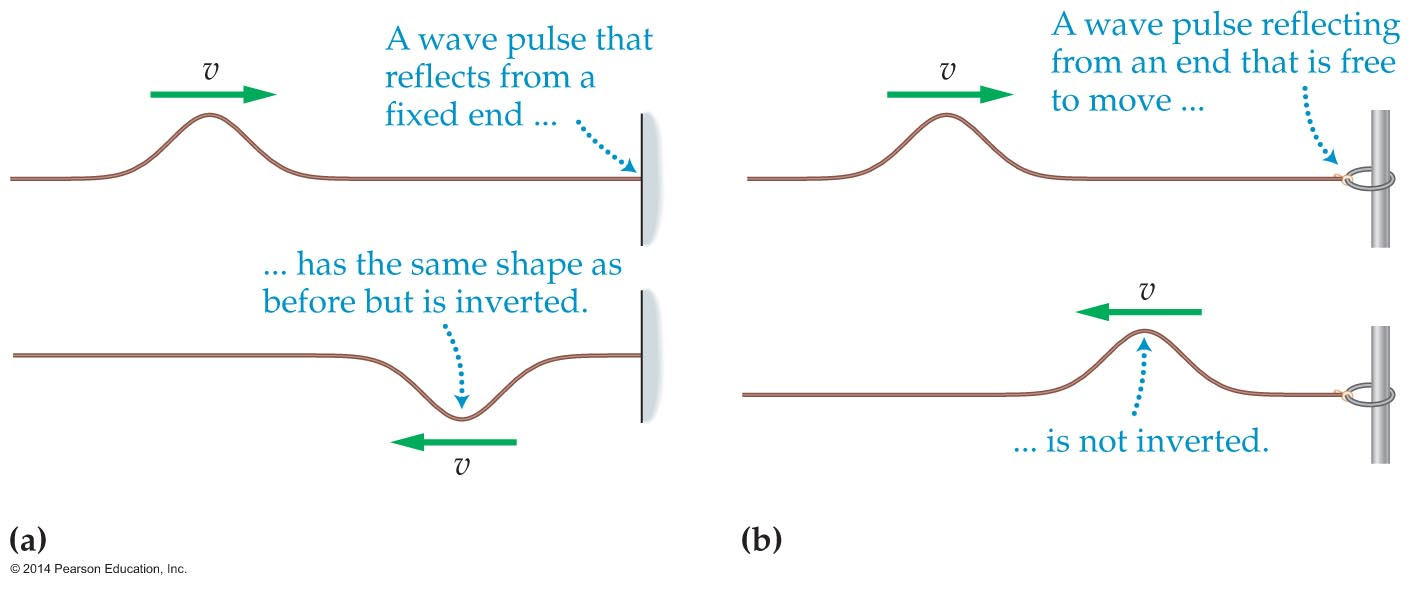 v
A wave pulse that
reflects from a
fixed end ...
... has the same shape as
before but is inverted.
v
(a)
© 2014 Pearson Education, Inc.
v
A wave pulse reflecting
from an end that is free
to move ...
v
... is not inverted.
(b)